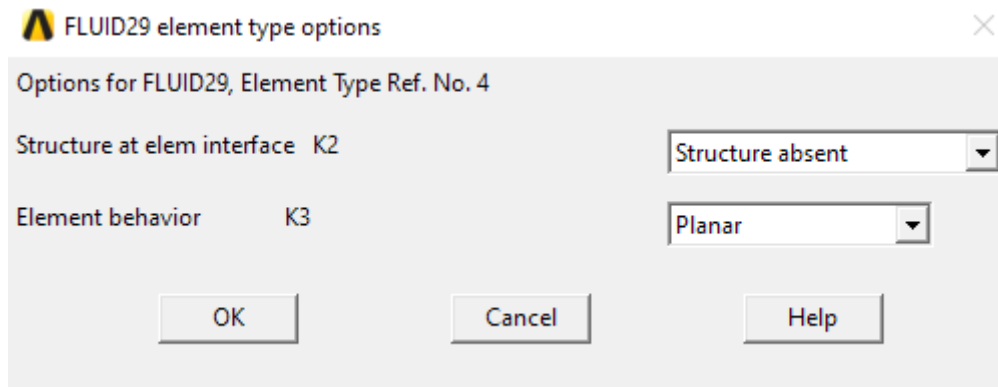 FLUID29 element type options
Options for FLUID29, Element Type Ref. No. 4
Structure at elem interface K2 Structure absent
Element behavior K3 Planar
OK Cancel Help